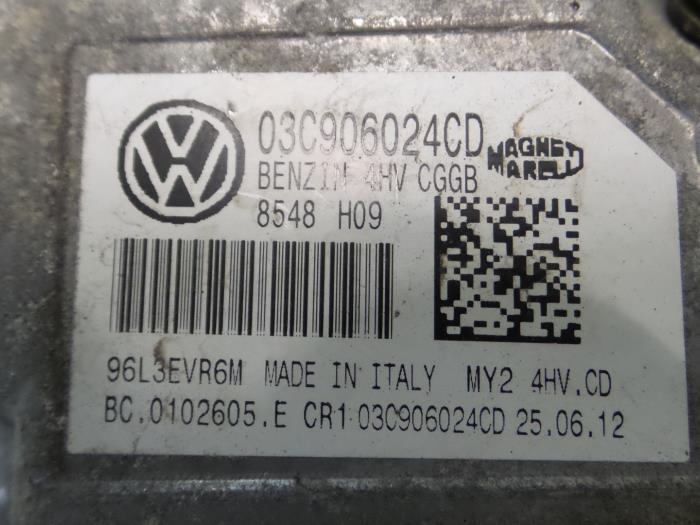 03C906024CD
MAGNETI
MARELLI
BENZIN 4HV CGGB
8548 H09
96L3EVR6M MADE IN ITALY MY2 4HV.CD
BC.0102605.E CR1 03C906024CD 25.06.12